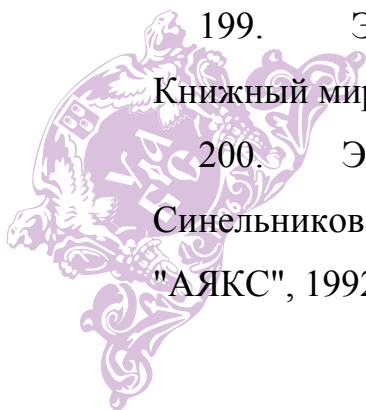 199. Э
Книжный мир
200. Э
Синельников
"АЯКС", 1992